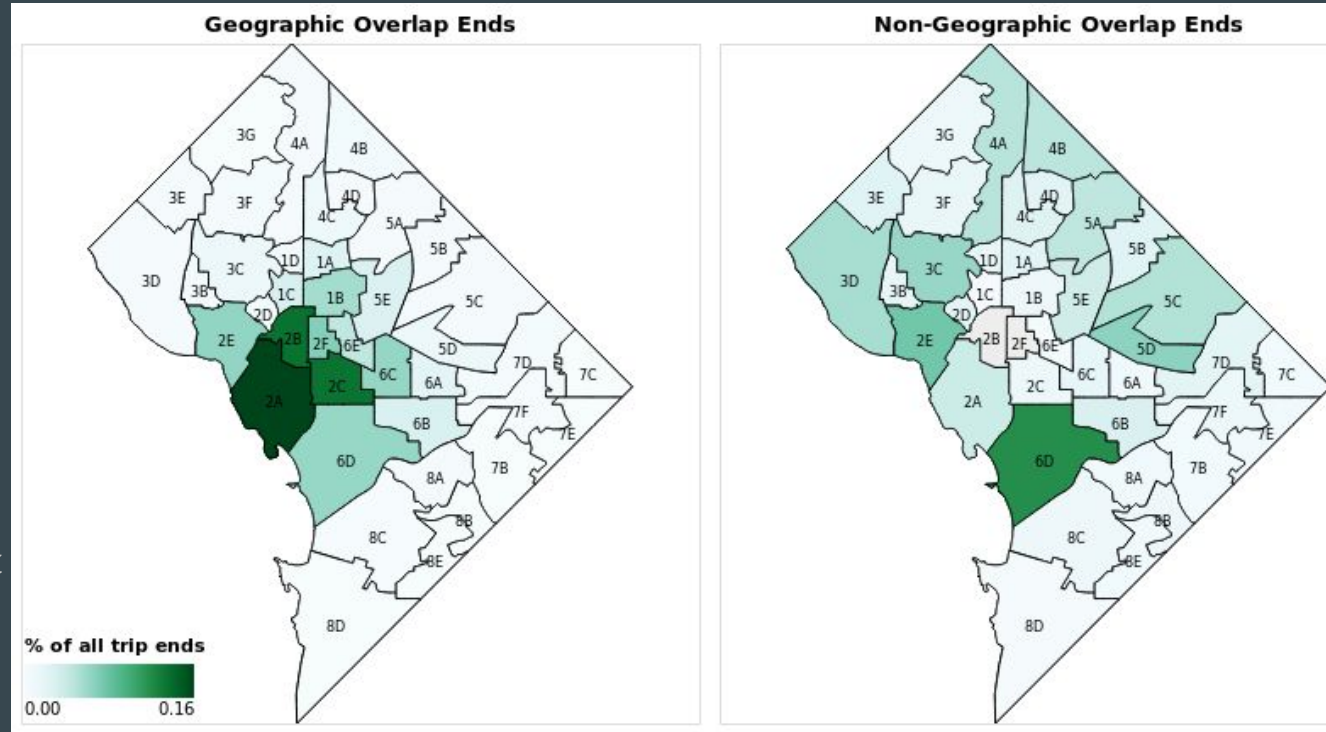 Geographic Overlap Ends
3G
4A
4B
3E
3F
4D
4C
5A
5B
3D
3C
1D
1A
3B
1C
1B
5E
5C
2D
2E
2B
2F
6E
5D
7D
7C
2A
2C
6C
6A
6B
7F
7E
6D
8A
7B
8B
8C
8E
8D
% of all trip ends
0.00 0.16
Non-Geographic Overlap Ends
3G
4A
4B
3E
3F
4D
4C
5A
5B
3D
3C
1D
1A
3B
1C
1B
5E
5C
2D
2E
2B
2F
6E
5D
7D
7C
2A
2C
6C
6A
6B
7F
7E
6D
8A
7B
8B
8C
8E
8D